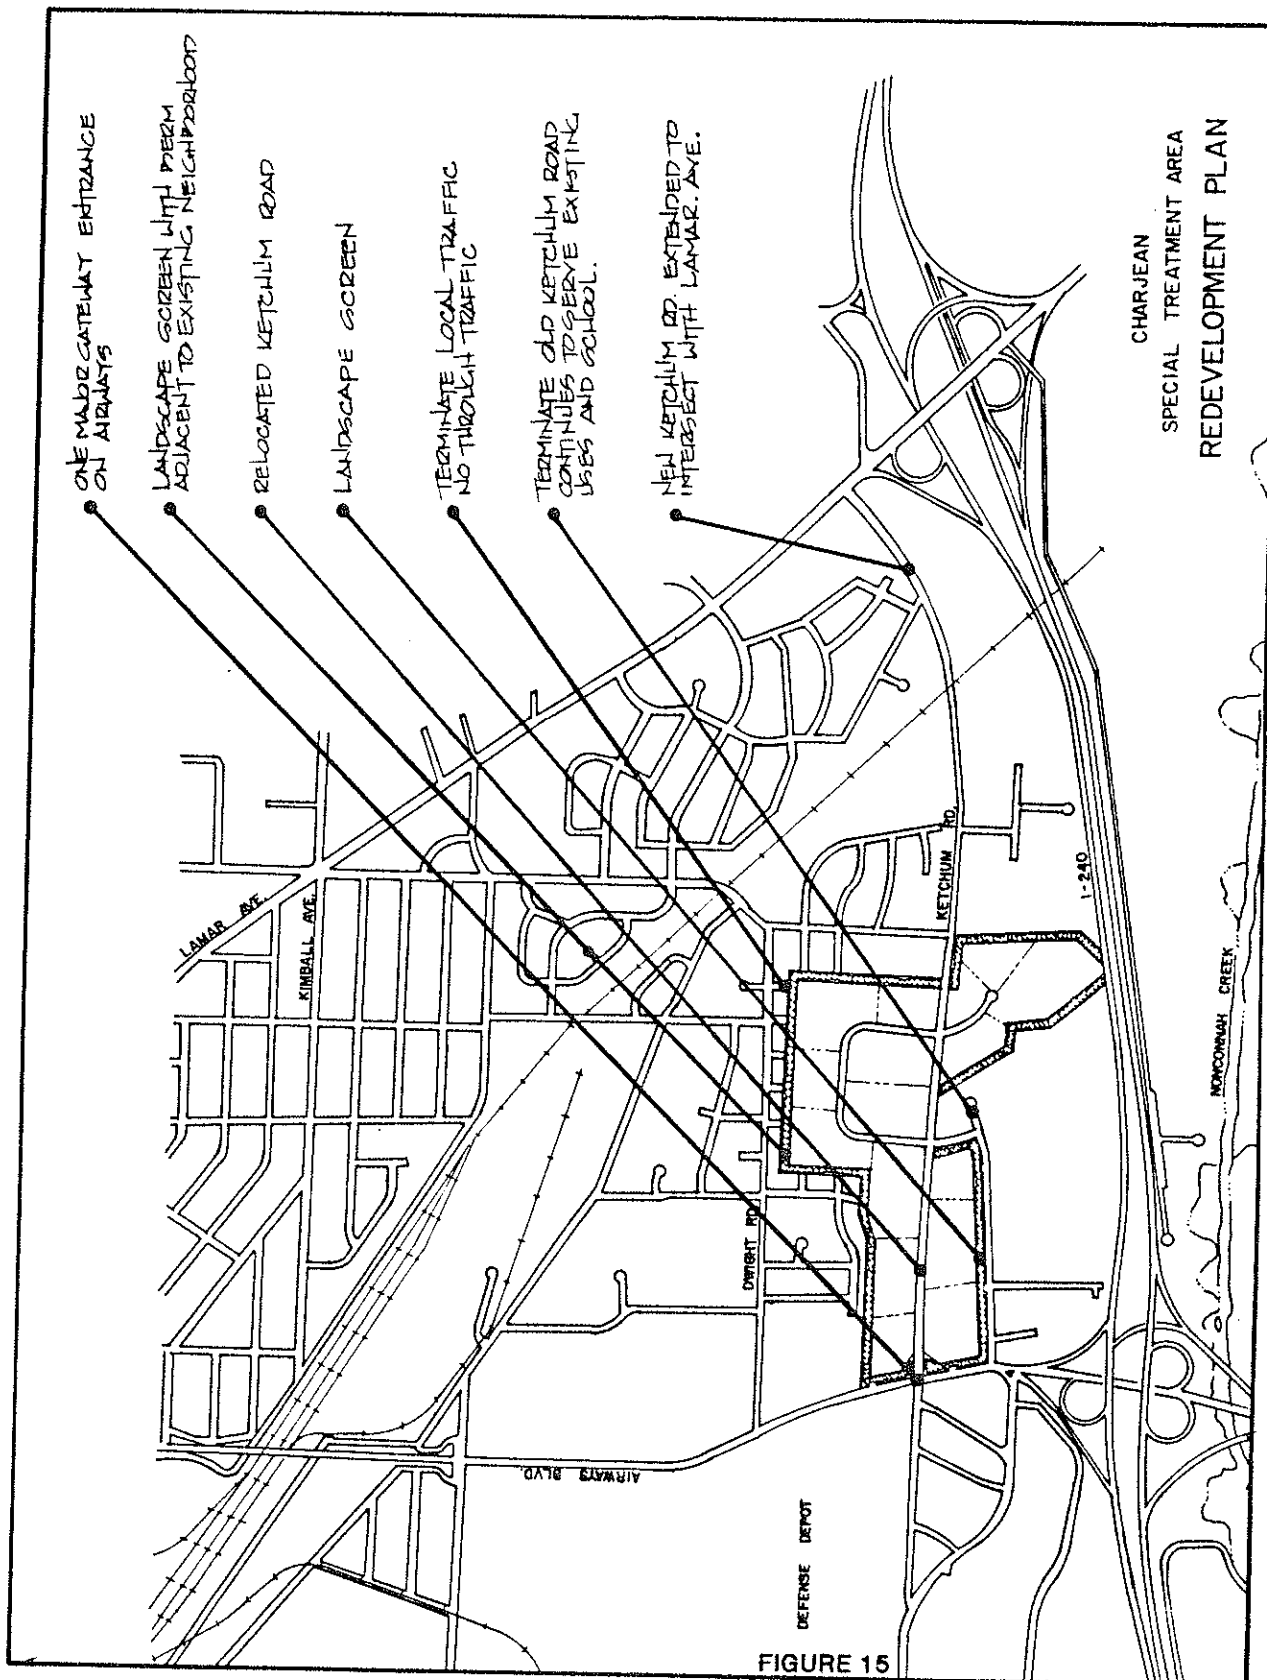 ONE MAJOR GATEWAY ENTRANCE
ON AIRWAYS
LANDSCAPE SCREEN WITH BERM
ADJACENT TO EXISTING NEIGHBORHOOD
RELOCATED KETCHUM ROAD
LANDSCAPE SCREEN
TERMINATE LOCAL TRAFFIC
NO THROUGH TRAFFIC
TERMINATE OLD KETCHUM ROAD
CONTINUES TO SERVE EXISTING
USES AND SCHOOL.
NEW KETCHUM RD. EXTENDED TO
INTERSECT WITH LAMAR. AVE.
LAMAR AVE.
KIMBALL AVE.
DWIGHT RD.
KETCHUM RD.
I-240
NONCONNAH CREEK
AIRWAYS BLVD.
DEFENSE DEPOT
CHARJEAN
SPECIAL TREATMENT AREA
REDEVELOPMENT PLAN
FIGURE 15